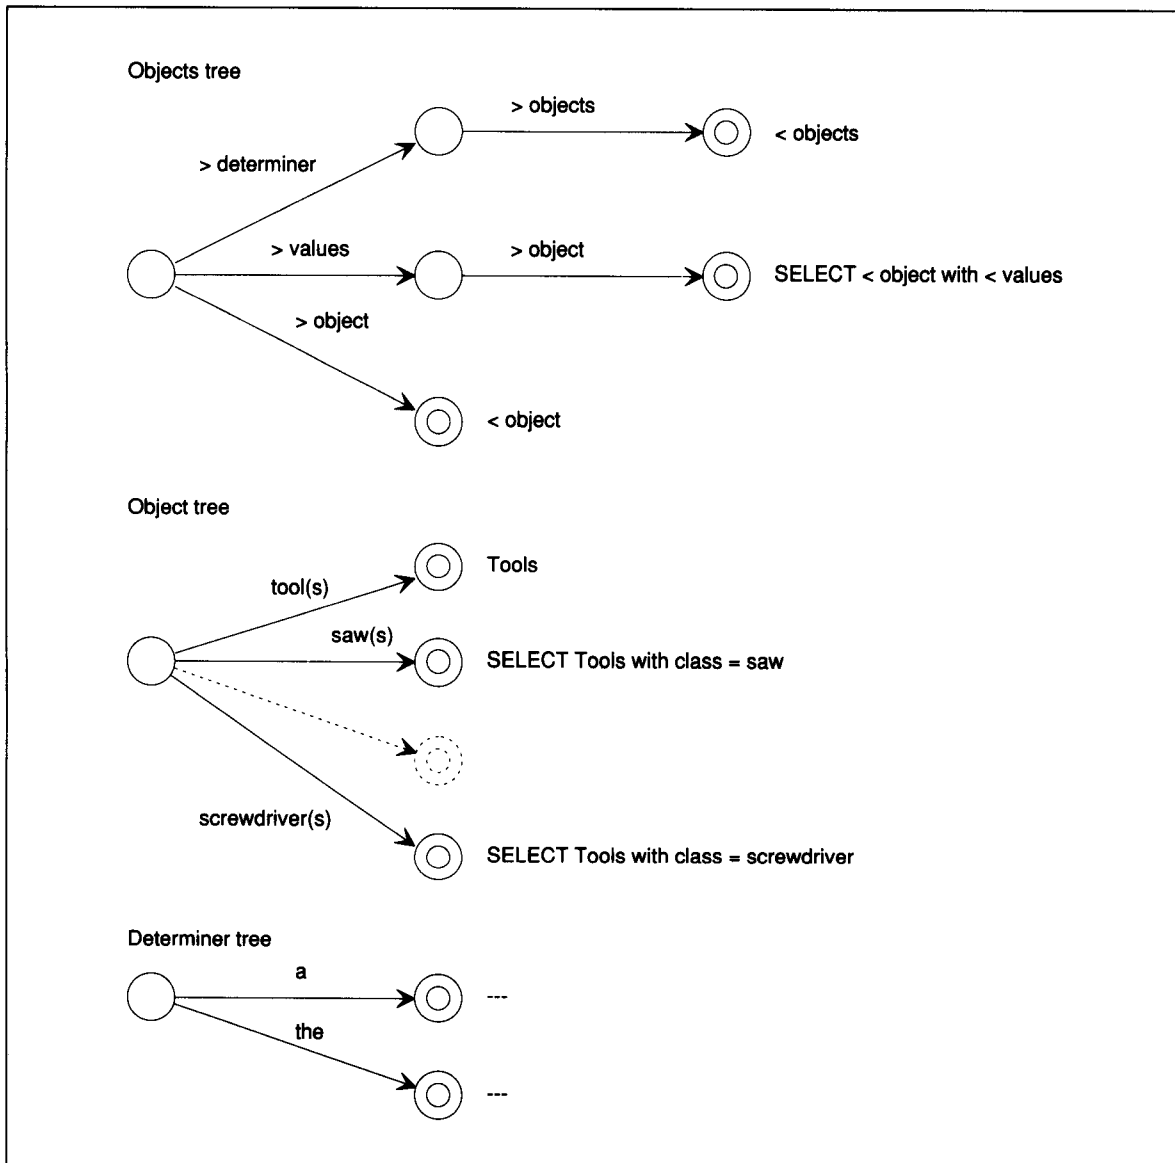 Objects tree
> objects
< objects
> determiner
> values
> object
SELECT < object with < values
> object
< object
Object tree
tool(s)
Tools
saw(s)
SELECT Tools with class = saw
screwdriver(s)
SELECT Tools with class = screwdriver
Determiner tree
a
---
the
---